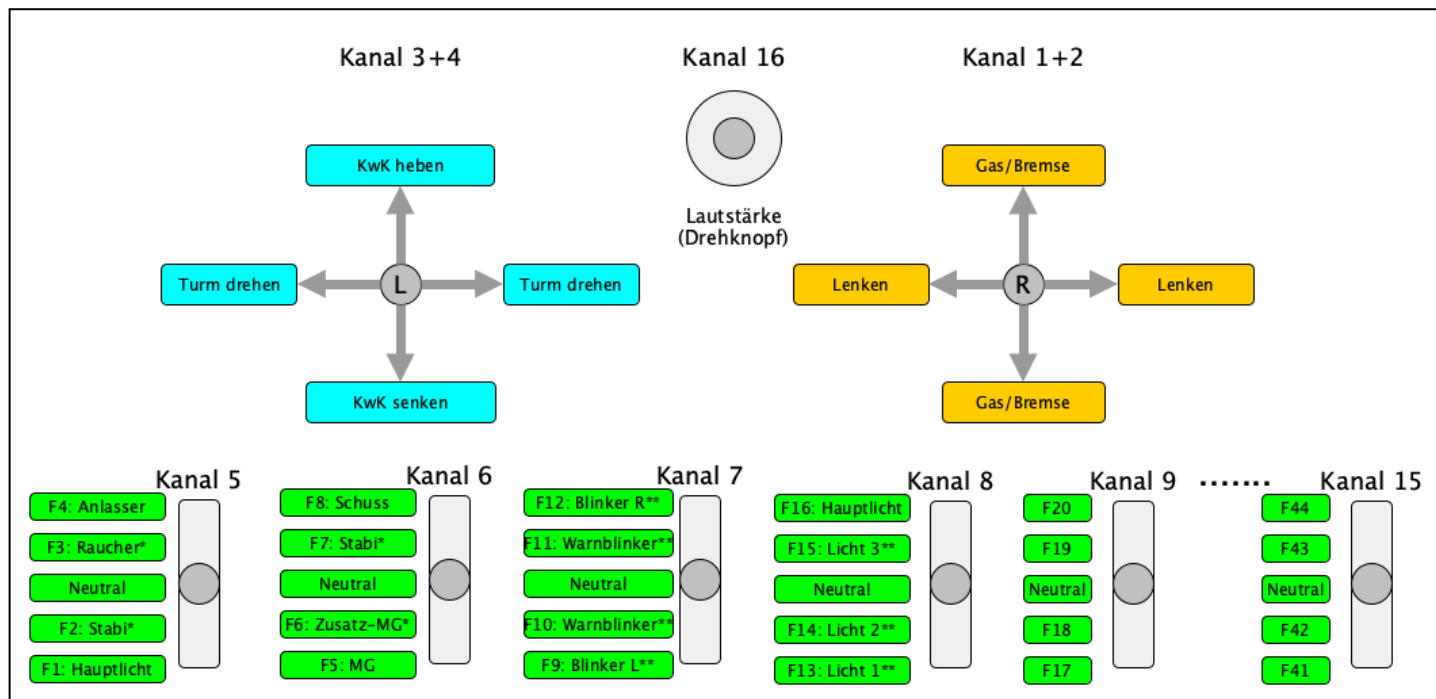 Kanal 3+4
Kanal 16
Kanal 1+2
KwK heben
Gas/Bremse
Lautstärke
(Drehknopf)
Turm drehen
L
Turm drehen
Lenken
R
Lenken
KwK senken
Gas/Bremse
Kanal 5
F4: Anlasser
F3: Raucher*
Neutral
F2: Stabi*
F1: Hauptlicht
Kanal 6
F8: Schuss
F7: Stabi*
Neutral
F6: Zusatz-MG*
F5: MG
Kanal 7
F12: Blinker R**
F11: Warnblinker**
Neutral
F10: Warnblinker**
F9: Blinker L**
Kanal 8
F16: Hauptlicht
F15: Licht 3**
Neutral
F14: Licht 2**
F13: Licht 1**
Kanal 9
F20
F19
Neutral
F18
F17
.......
Kanal 15
F44
F43
Neutral
F42
F41